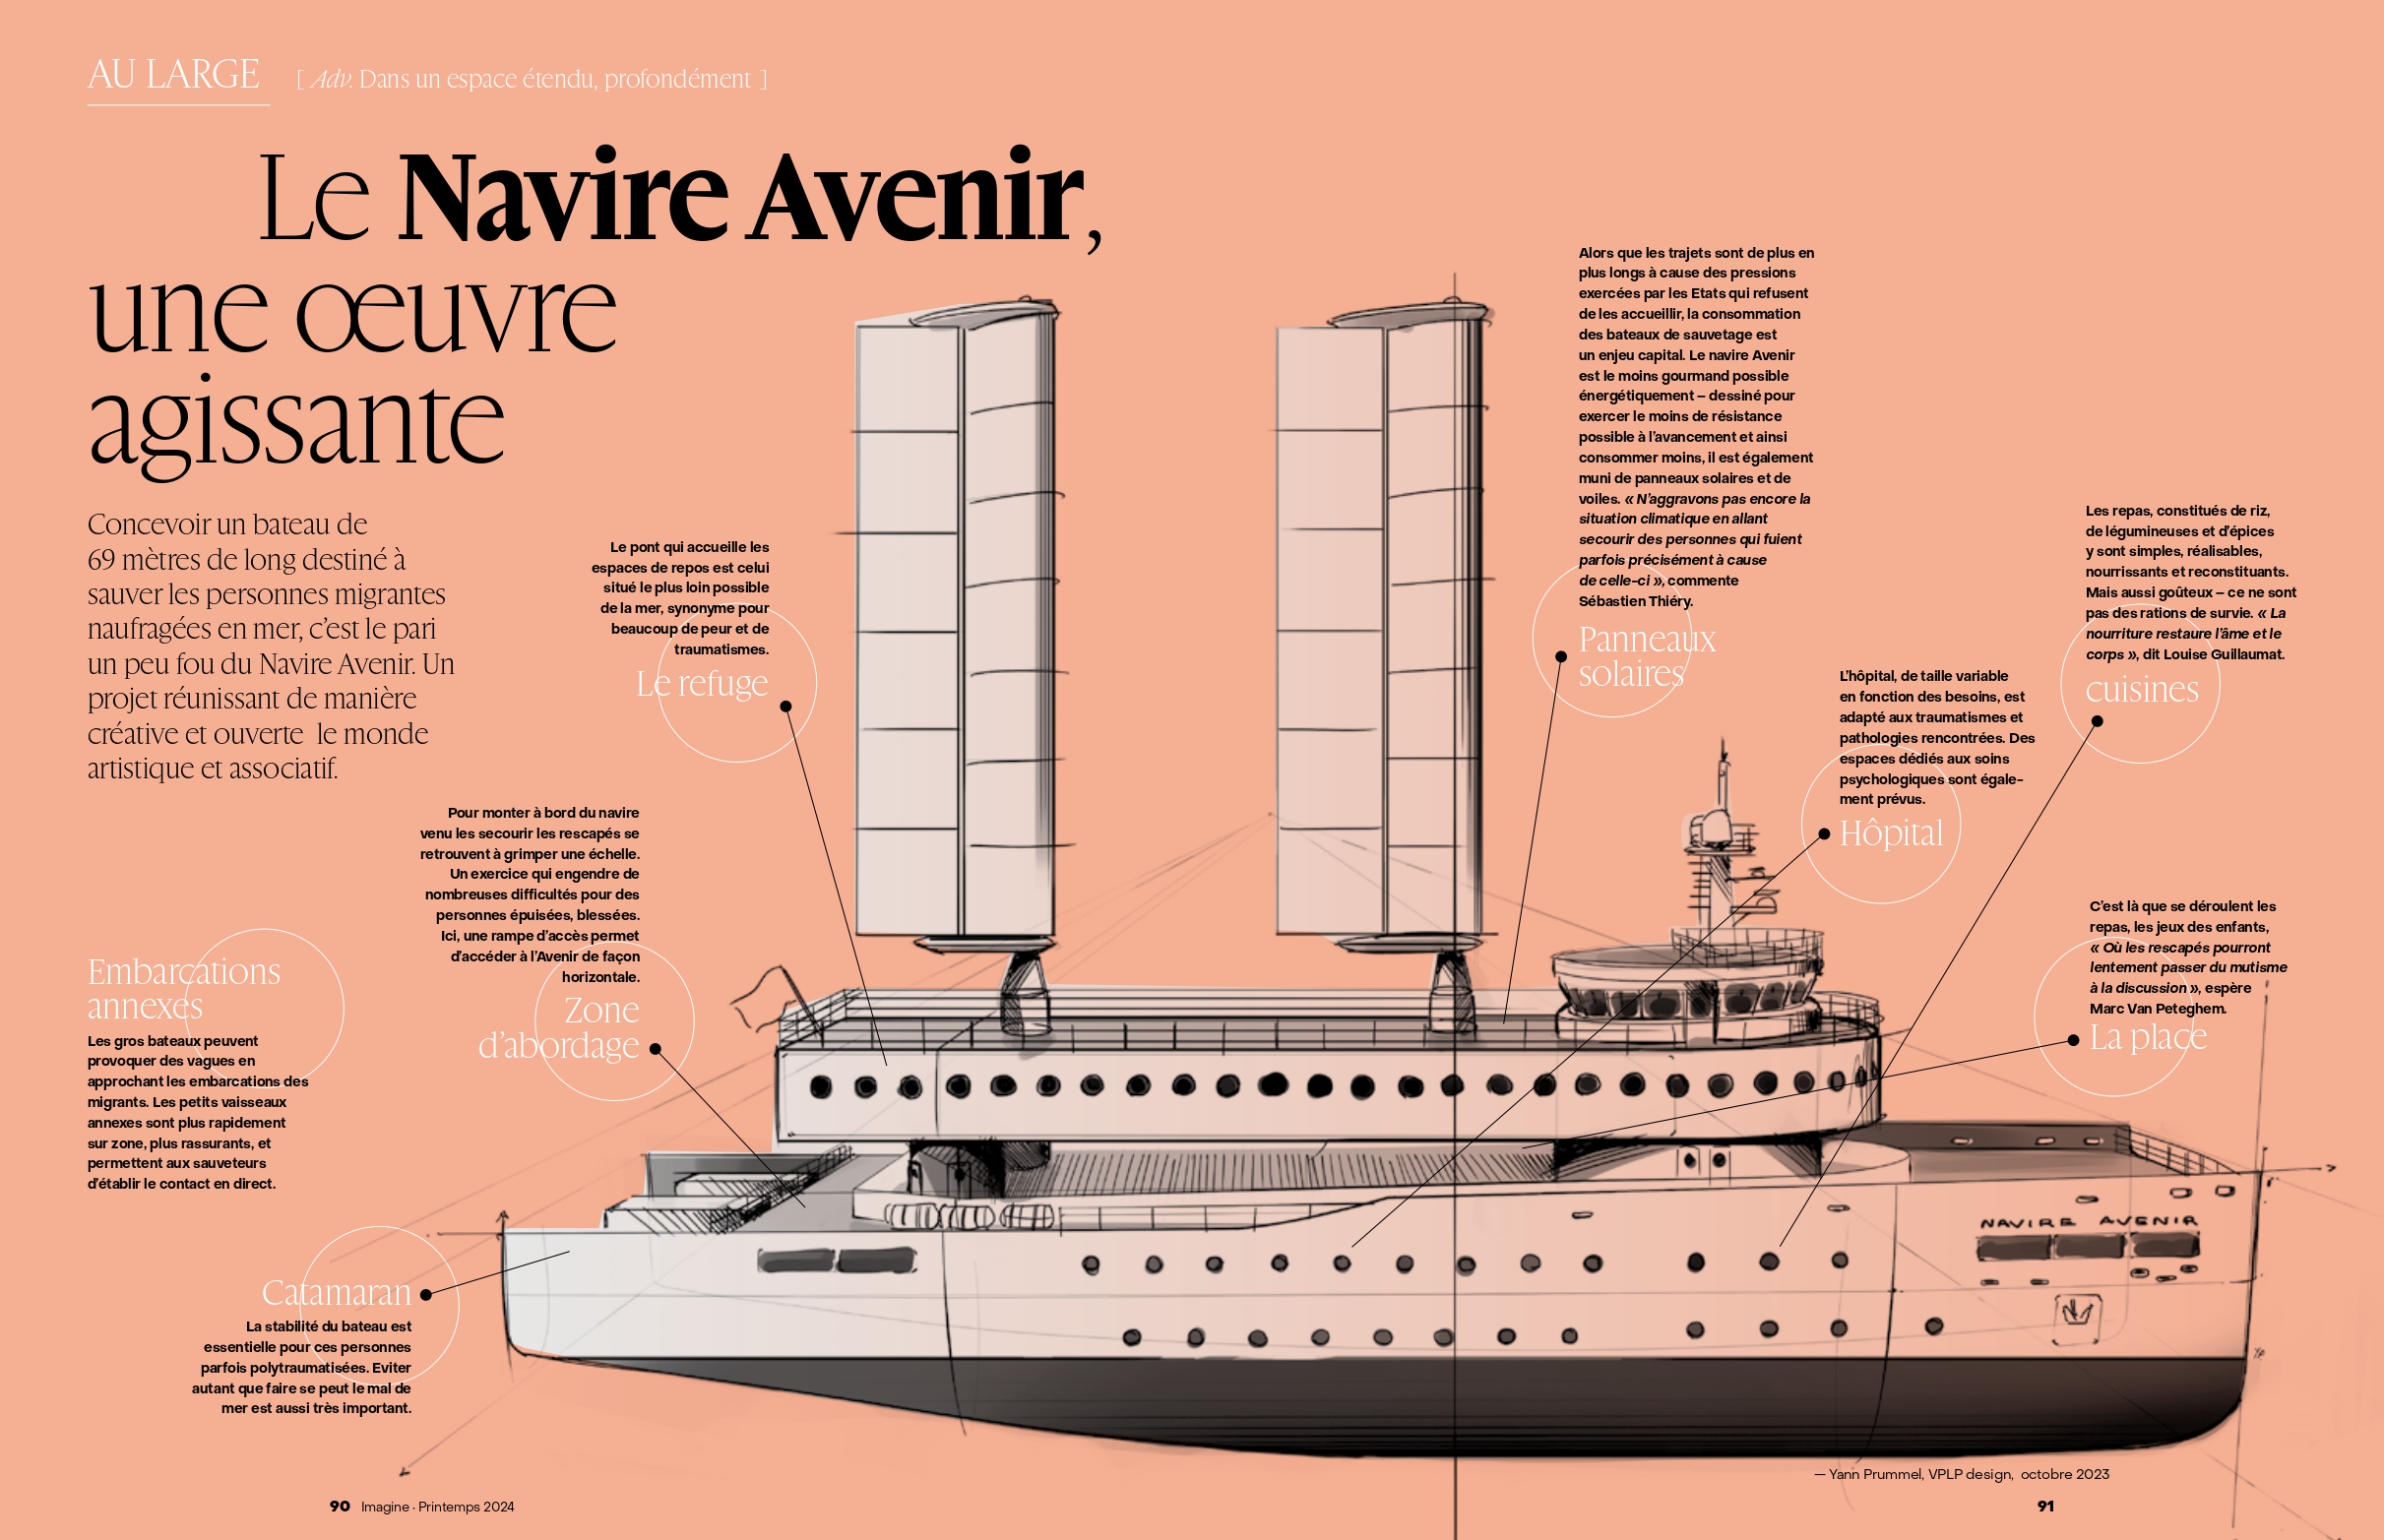 AU LARGE [ Adv. Dans un espace étendu, profondément ]
Le Navire Avenir,
une œuvre
agissante
Concevoir un bateau de
69 mètres de long destiné à
sauver les personnes migrantes
naufragées en mer, c’est le pari
un peu fou du Navire Avenir. Un
projet réunissant de manière
créative et ouverte le monde
artistique et associatif.
Embarcations
annexes
Les gros bateaux peuvent
provoquer des vagues en
approchant les embarcations des
migrants. Les petits vaisseaux
annexes sont plus rapidement
sur zone, plus rassurants, et
permettent aux sauveteurs
d’établir le contact en direct.
Catamaran
La stabilité du bateau est
essentielle pour ces personnes
parfois polytraumatisées. Eviter
autant que faire se peut le mal de
mer est aussi très important.
Pour monter à bord du navire
venu les secourir les rescapés se
retrouvent à grimper une échelle.
Un exercice qui engendre de
nombreuses difficultés pour des
personnes épuisées, blessées.
Ici, une rampe d’accès permet
d’accéder à l’Avenir de façon
horizontale.
Zone
d’abordage
Le pont qui accueille les
espaces de repos est celui
situé le plus loin possible
de la mer, synonyme pour
beaucoup de peur et de
traumatismes.
Le refuge
Alors que les trajets sont de plus en
plus longs à cause des pressions
exercées par les Etats qui refusent
de les accueillir, la consommation
des bateaux de sauvetage est
un enjeu capital. Le navire Avenir
est le moins gourmand possible
énergétiquement – dessiné pour
exercer le moins de résistance
possible à l’avancement et ainsi
consommer moins, il est également
muni de panneaux solaires et de
voiles. « N’aggravons pas encore la
situation climatique en allant
secourir des personnes qui fuient
parfois précisément à cause
de celle-ci », commente
Sébastien Thiéry.
Panneaux
solaires
L’hôpital, de taille variable
en fonction des besoins, est
adapté aux traumatismes et
pathologies rencontrées. Des
espaces dédiés aux soins
psychologiques sont égale-
ment prévus.
Hôpital
Les repas, constitués de riz,
de légumineuses et d’épices
y sont simples, réalisables,
nourrissants et reconstituants.
Mais aussi goûteux – ce ne sont
pas des rations de survie. « La
nourriture restaure l’âme et le
corps », dit Louise Guillaumat.
cuisines
C’est là que se déroulent les
repas, les jeux des enfants,
« Où les rescapés pourront
lentement passer du mutisme
à la discussion », espère
Marc Van Peteghem.
La place
NAVIRE AVENIR
— Yann Prummel, VPLP design, octobre 2023
90 Imagine · Printemps 2024
91